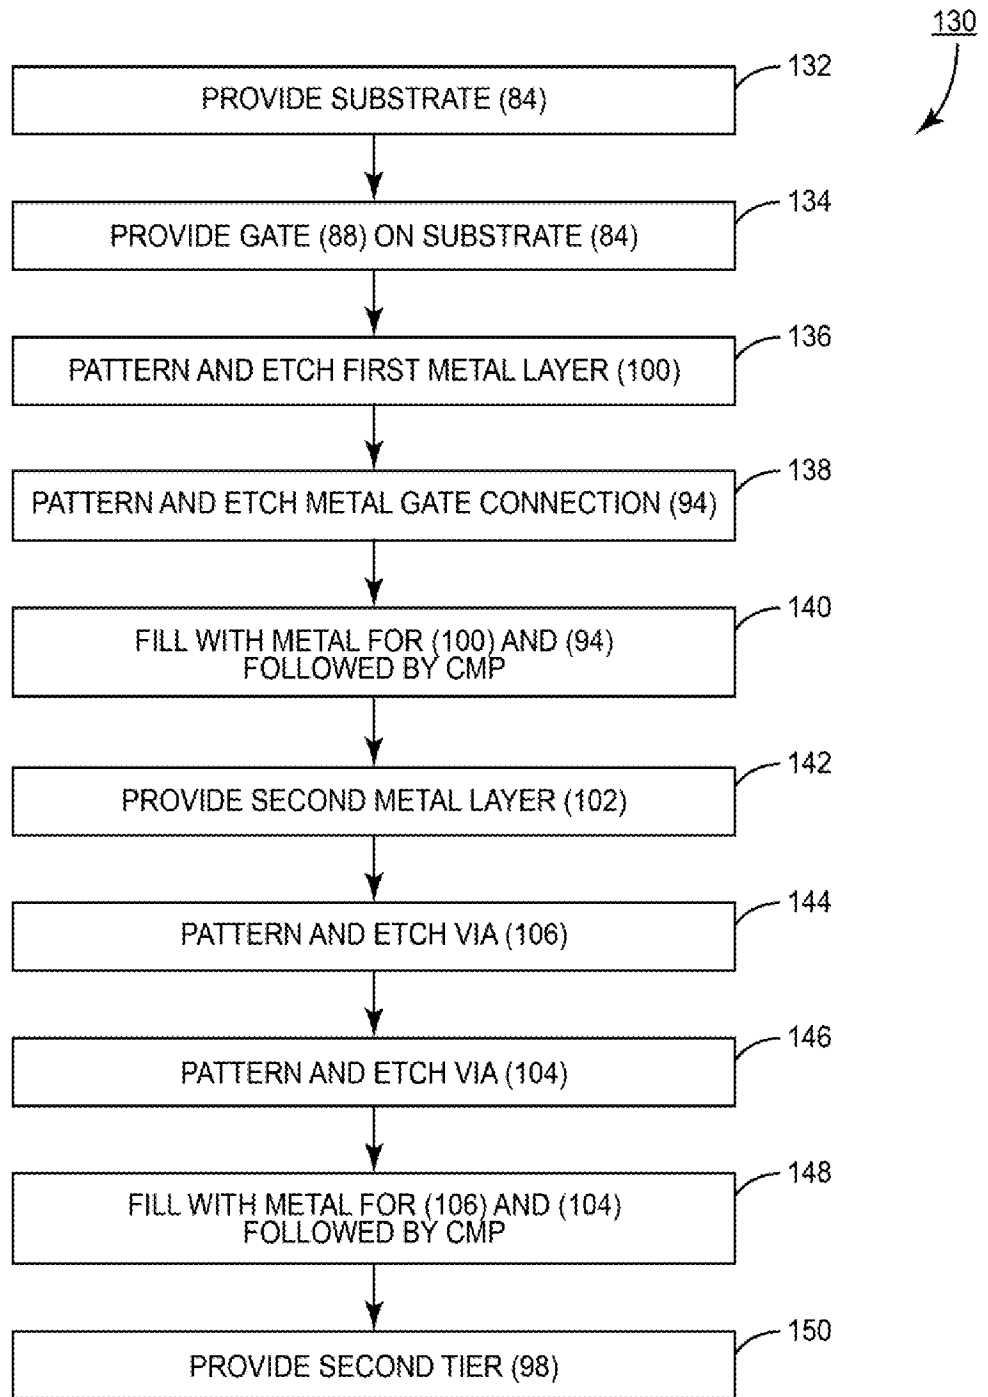 130
132
PROVIDE SUBSTRATE (84)
134
PROVIDE GATE (88) ON SUBSTRATE (84)
136
PATTERN AND ETCH FIRST METAL LAYER (100)
138
PATTERN AND ETCH METAL GATE CONNECTION (94)
140
FILL WITH METAL FOR (100) AND (94)
FOLLOWED BY CMP
142
PROVIDE SECOND METAL LAYER (102)
144
PATTERN AND ETCH VIA (106)
146
PATTERN AND ETCH VIA (104)
148
FILL WITH METAL FOR (106) AND (104)
FOLLOWED BY CMP
150
PROVIDE SECOND TIER (98)